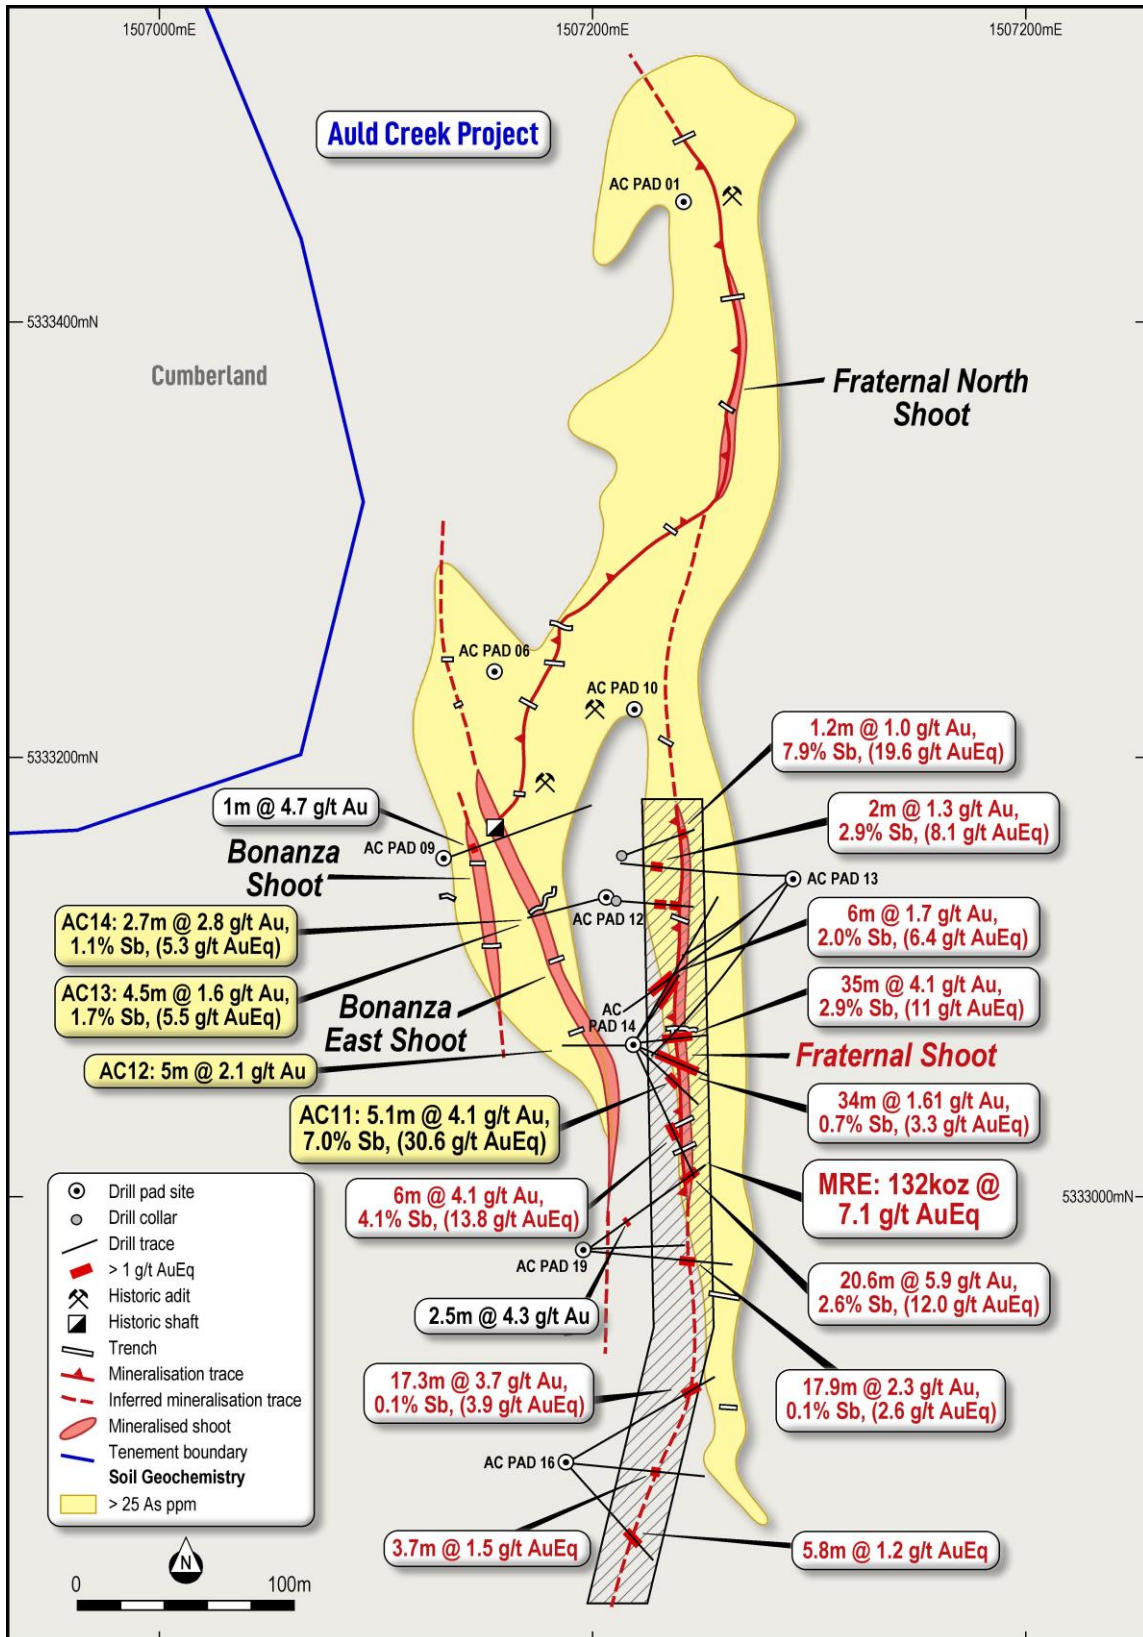 1507000mE
1507200mE
1507200mE
Auld Creek Project
AC PAD 01
5333400mN
Cumberland
Fraternal North
Shoot
AC PAD 06
AC PAD 10
1.2m @ 1.0 g/t Au,
7.9% Sb, (19.6 g/t AuEq)
5333200mN
1m @ 4.7 g/t Au
2m @ 1.3 g/t Au,
2.9% Sb, (8.1 g/t AuEq)
AC PAD 09
Bonanza
Shoot
AC PAD 13
AC14: 2.7m @ 2.8 g/t Au,
1.1% Sb, (5.3 g/t AuEq)
AC PAD 12
6m @ 1.7 g/t Au,
2.0% Sb, (6.4 g/t AuEq)
AC13: 4.5m @ 1.6 g/t Au,
1.7% Sb, (5.5 g/t AuEq)
35m @ 4.1 g/t Au,
2.9% Sb, (11 g/t AuEq)
Bonanza
East Shoot
AC
PAD 14
Fraternal Shoot
AC12: 5m @ 2.1 g/t Au
AC11: 5.1m @ 4.1 g/t Au,
7.0% Sb, (30.6 g/t AuEq)
34m @ 1.61 g/t Au,
0.7% Sb, (3.3 g/t AuEq)
6m @ 4.1 g/t Au,
4.1% Sb, (13.8 g/t AuEq)
MRE: 132koz @
7.1 g/t AuEq
5333000mN
AC PAD 19
20.6m @ 5.9 g/t Au,
2.6% Sb, (12.0 g/t AuEq)
2.5m @ 4.3 g/t Au
17.3m @ 3.7 g/t Au,
0.1% Sb, (3.9 g/t AuEq)
17.9m @ 2.3 g/t Au,
0.1% Sb, (2.6 g/t AuEq)
AC PAD 16
3.7m @ 1.5 g/t AuEq
5.8m @ 1.2 g/t AuEq
Drill pad site
Drill collar
Drill trace
> 1 g/t AuEq
Historic adit
Historic shaft
Trench
Mineralisation trace
Inferred mineralisation trace
Mineralised shoot
Tenement boundary
Soil Geochemistry
> 25 As ppm
N
0 100m